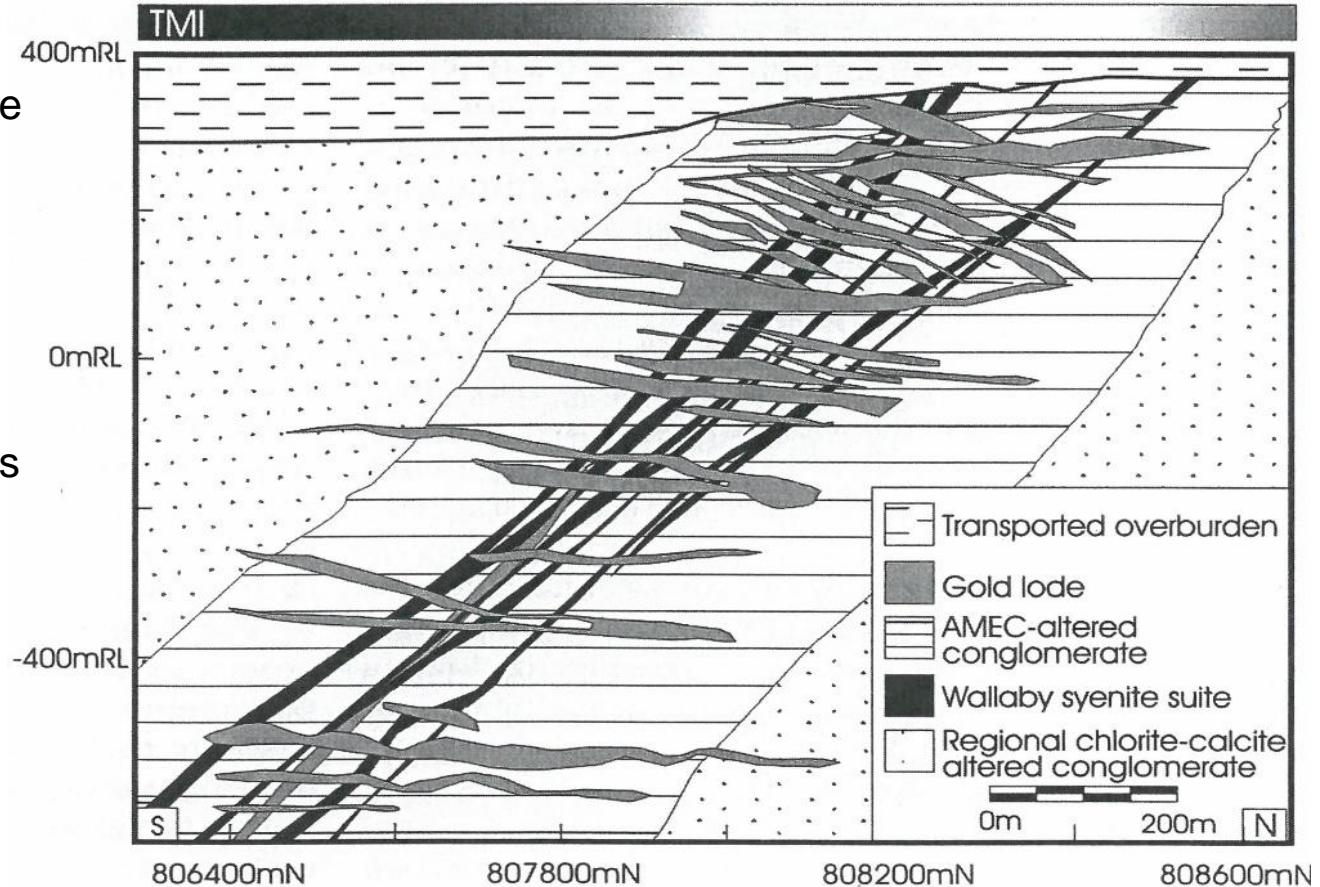 TMI
400mRL
e
0mRL
s
-400mRL
Transported overburden
Gold lode
AMEC-altered
conglomerate
Wallaby syenite suite
Regional chlorite-calcite
altered conglomerate
0m 200m
S
N
806400mN 807800mN 808200mN 808600mN